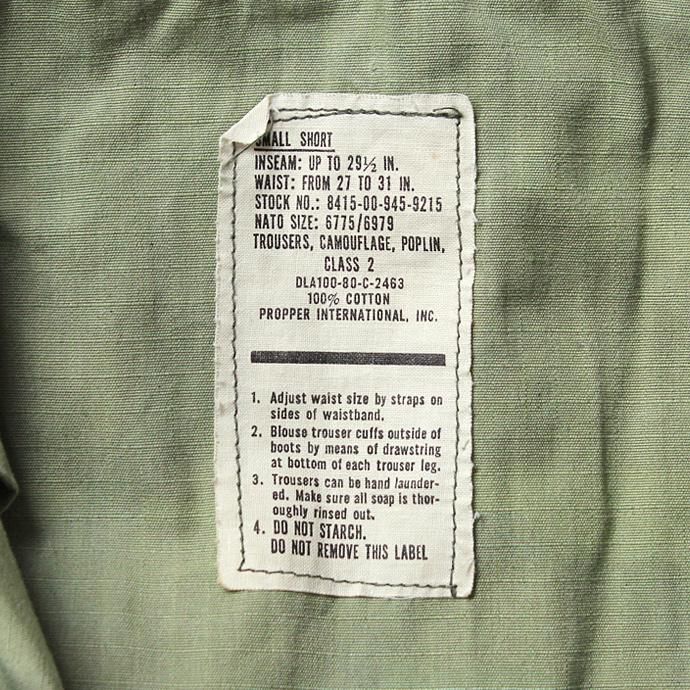 SMALL SHORT
INSEAM: UP TO 29½ IN.
WAIST: FROM 27 TO 31 IN.
STOCK NO.: 8415-00-945-9215
NATO SIZE: 6775/6979
TROUSERS, CAMOUFLAGE, POPLIN,
CLASS 2
DLA100-80-C-2463
100% COTTON
PROPPER INTERNATIONAL, INC.
1. Adjust waist size by straps on
sides of waistband.
2. Blouse trouser cuffs outside of
boots by means of drawstring
at bottom of each trouser leg.
3. Trousers can be hand launder-
ed. Make sure all soap is thor-
oughly rinsed out.
4. DO NOT STARCH.
DO NOT REMOVE THIS LABEL